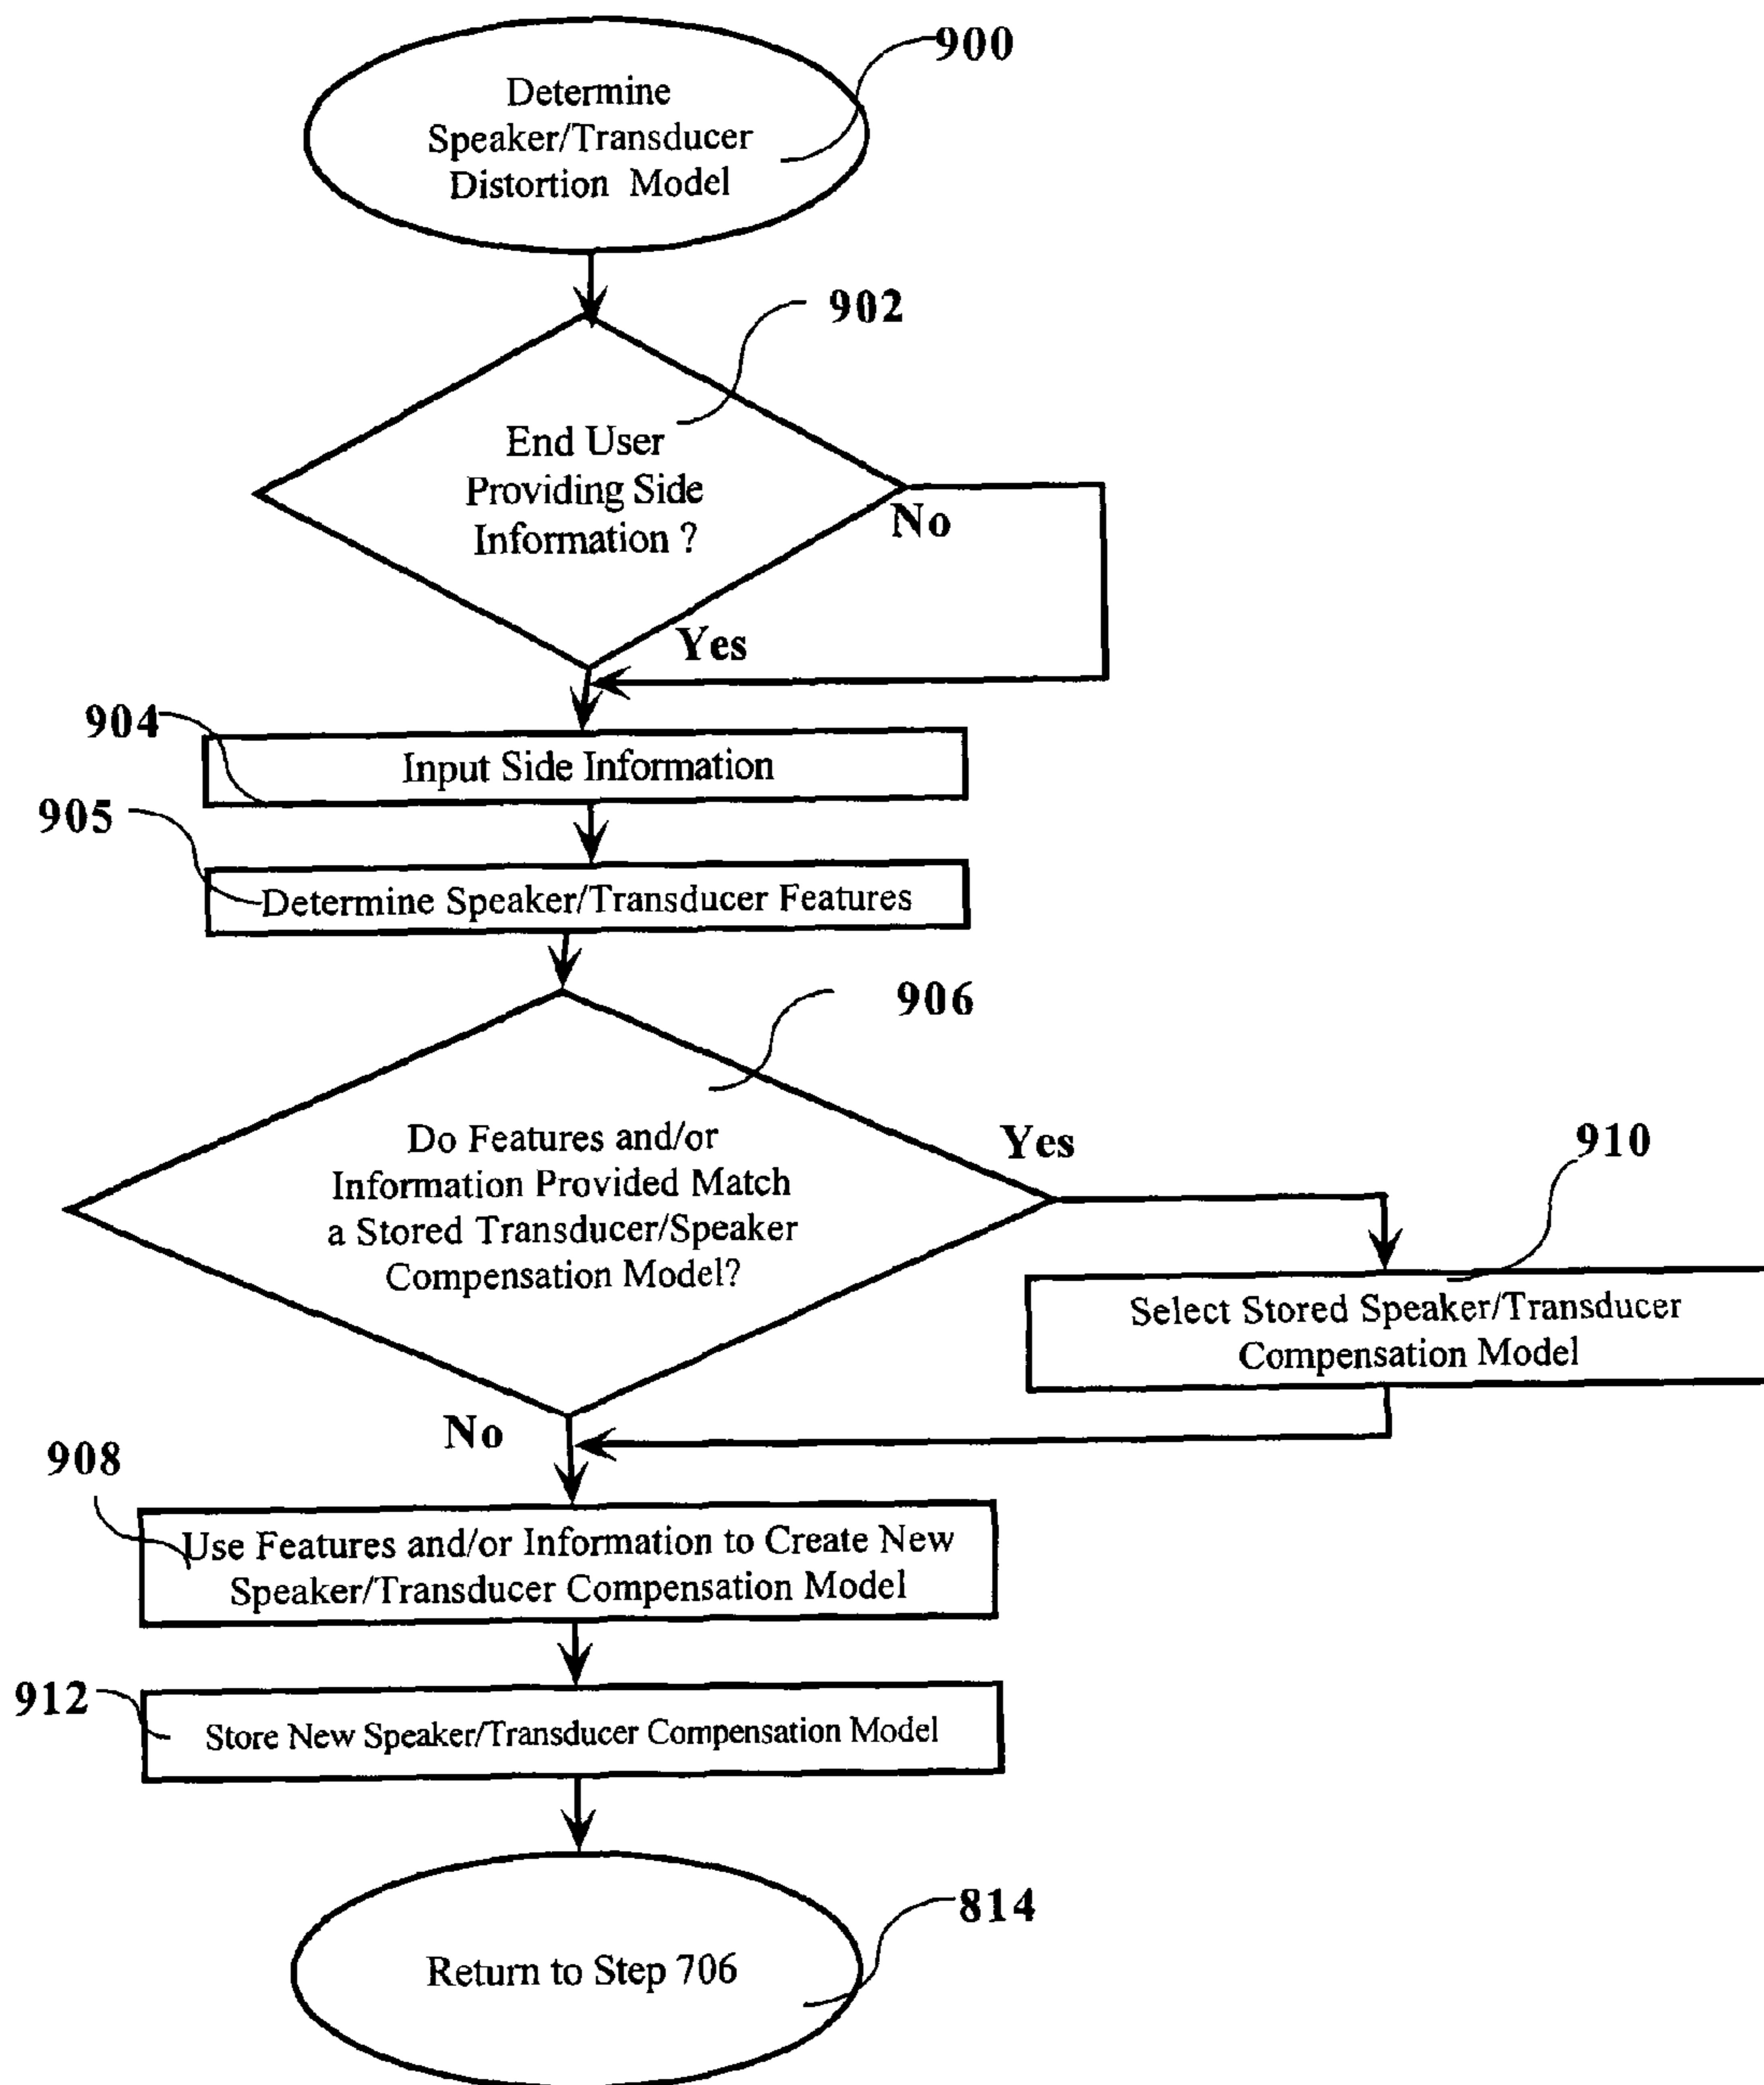 900
Determine
Speaker/Transducer
Distortion Model
902
End User
Providing Side
Information ?
No
Yes
904
Input Side Information
905
Determine Speaker/Transducer Features
906
Do Features and/or
Information Provided Match
a Stored Transducer/Speaker
Compensation Model?
Yes
910
Select Stored Speaker/Transducer
Compensation Model
No
908
Use Features and/or Information to Create New
Speaker/Transducer Compensation Model
912
Store New Speaker/Transducer Compensation Model
814
Return to Step 706